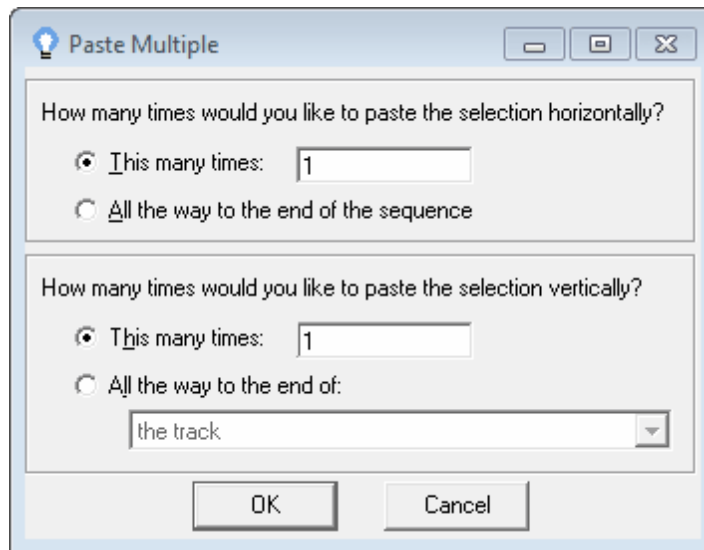 Paste Multiple
How many times would you like to paste the selection horizontally?
This many times: 1
All the way to the end of the sequence
How many times would you like to paste the selection vertically?
This many times: 1
All the way to the end of:
the track
OK Cancel